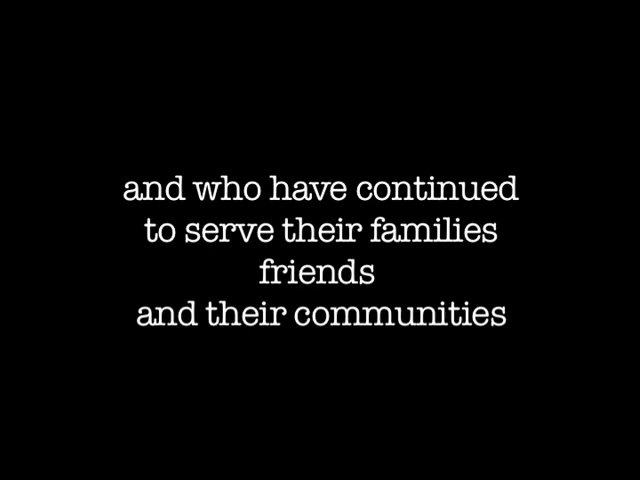 and who have continued
to serve their families
friends
and their communities